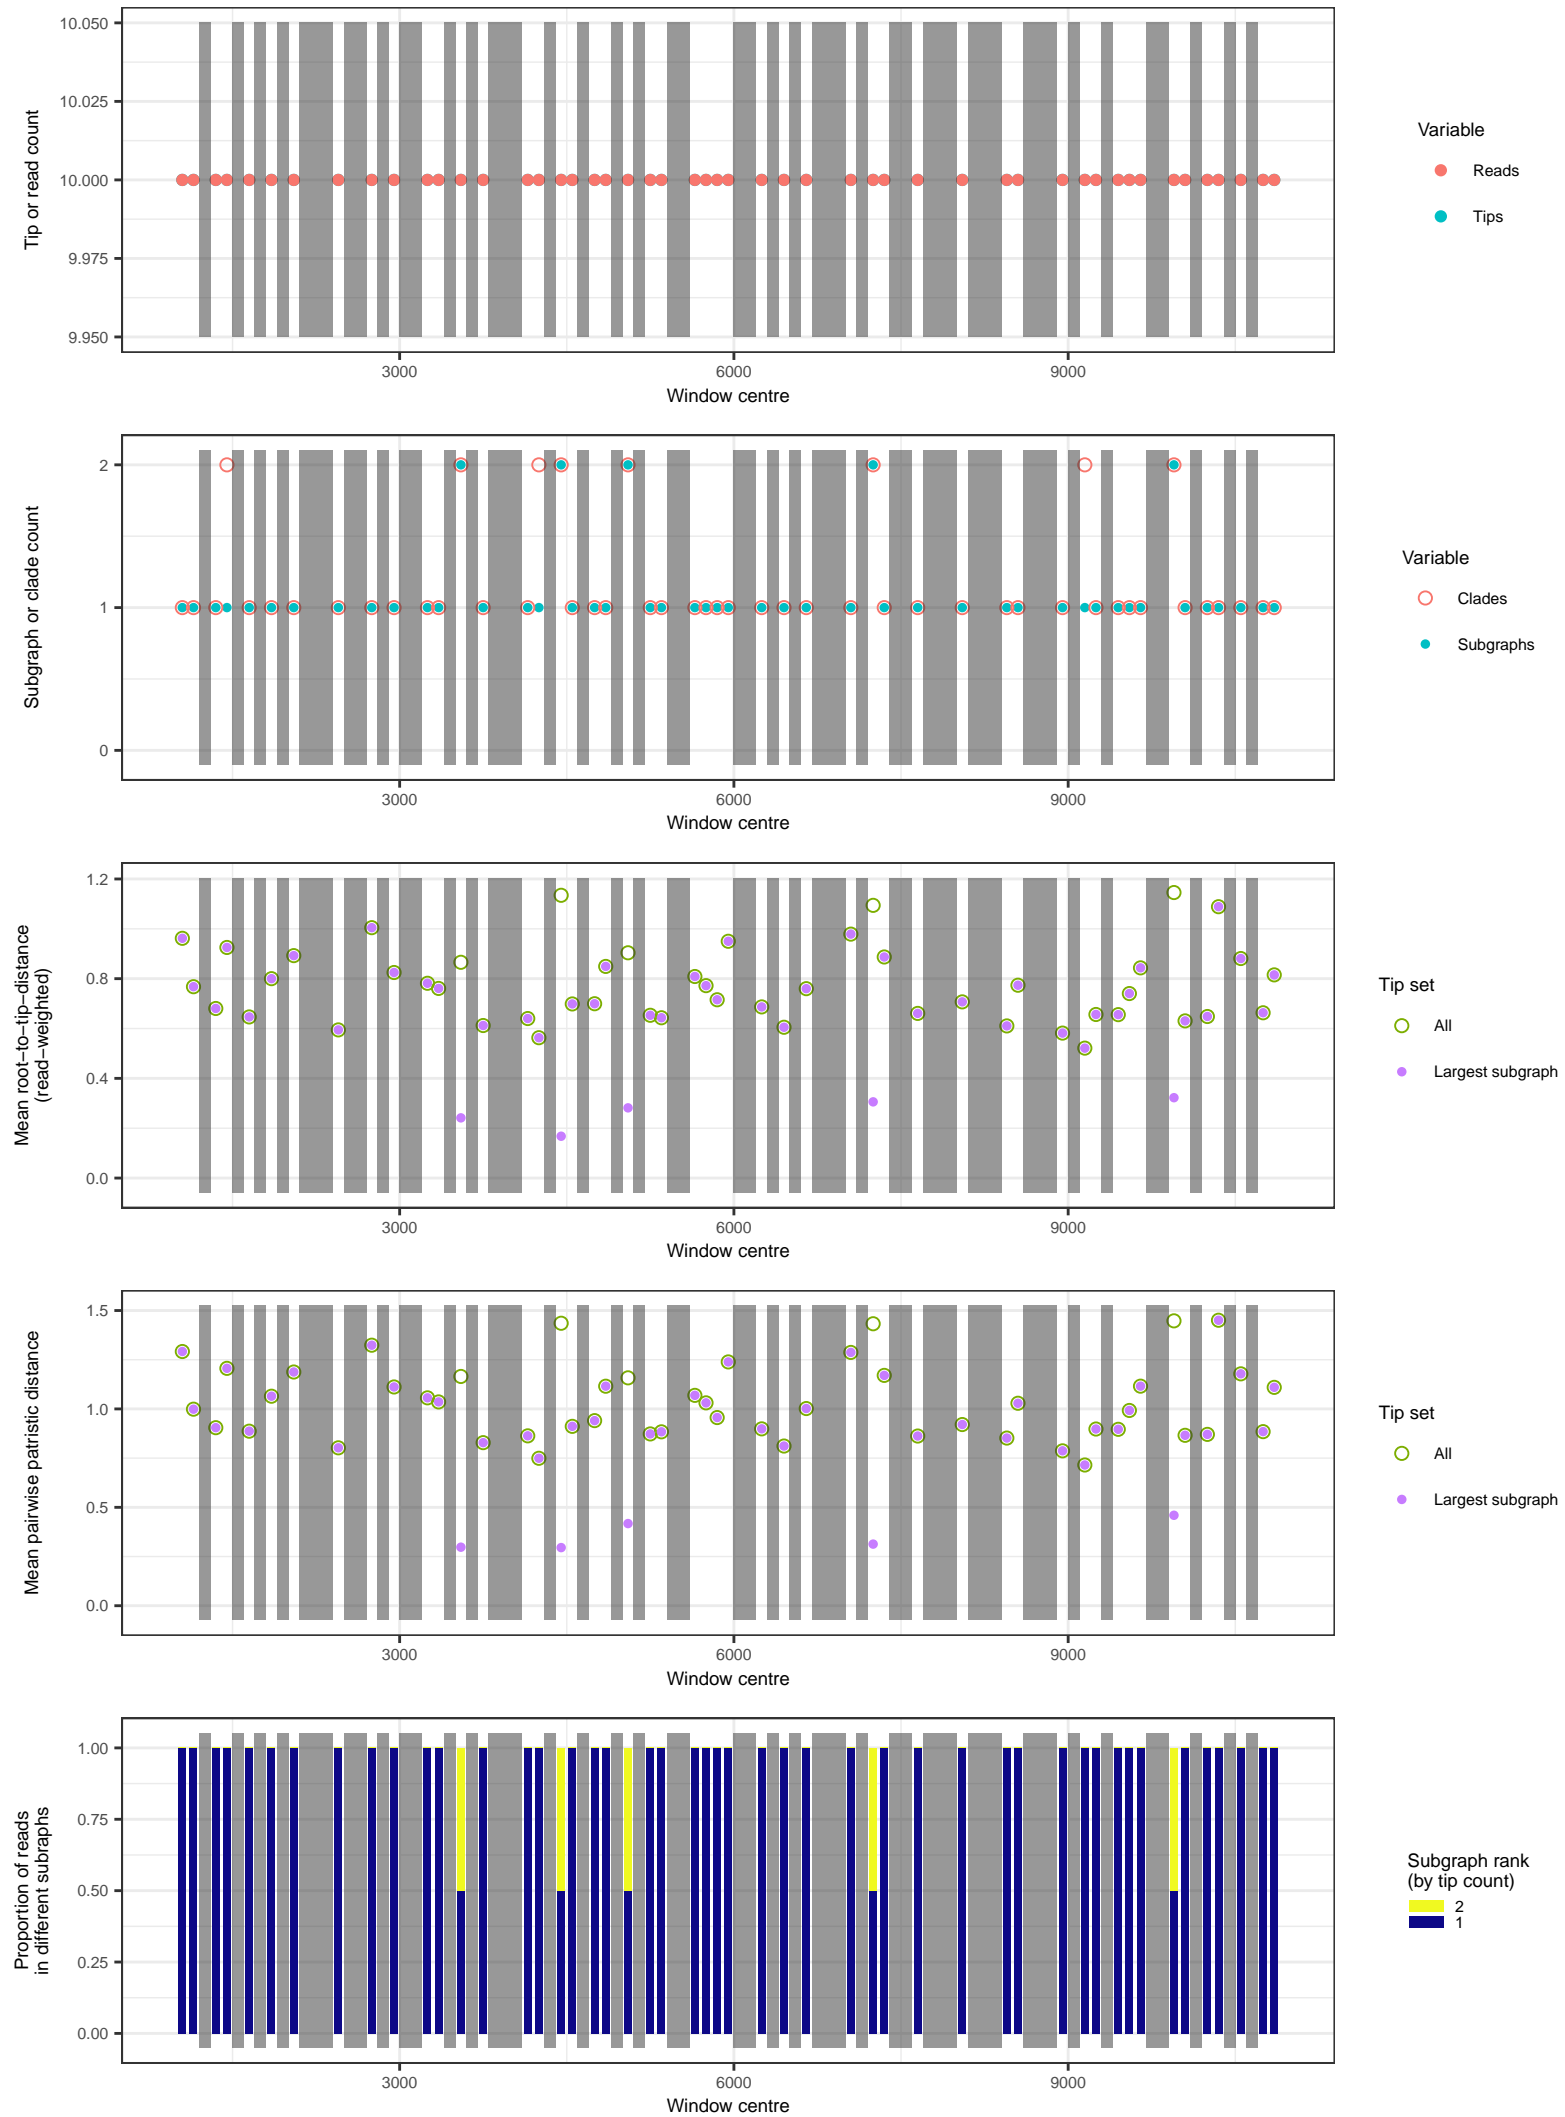 10.050
10.025
10.000
9.975
9.950
Tip or read count
3000
6000
9000
Window centre
Variable
Reads
Tips
2
1
0
Subgraph or clade count
3000
6000
9000
Window centre
Variable
Clades
Subgraphs
1.2
0.8
0.4
0.0
Mean root−to−tip−distance
(read−weighted)
3000
6000
9000
Window centre
Tip set
All
Largest subgraph
1.5
1.0
0.5
0.0
Mean pairwise patristic distance
3000
6000
9000
Window centre
Tip set
All
Largest subgraph
1.00
0.75
0.50
0.25
0.00
Proportion of reads
in different subraphs
3000
6000
9000
Window centre
Subgraph rank
(by tip count)
2
1